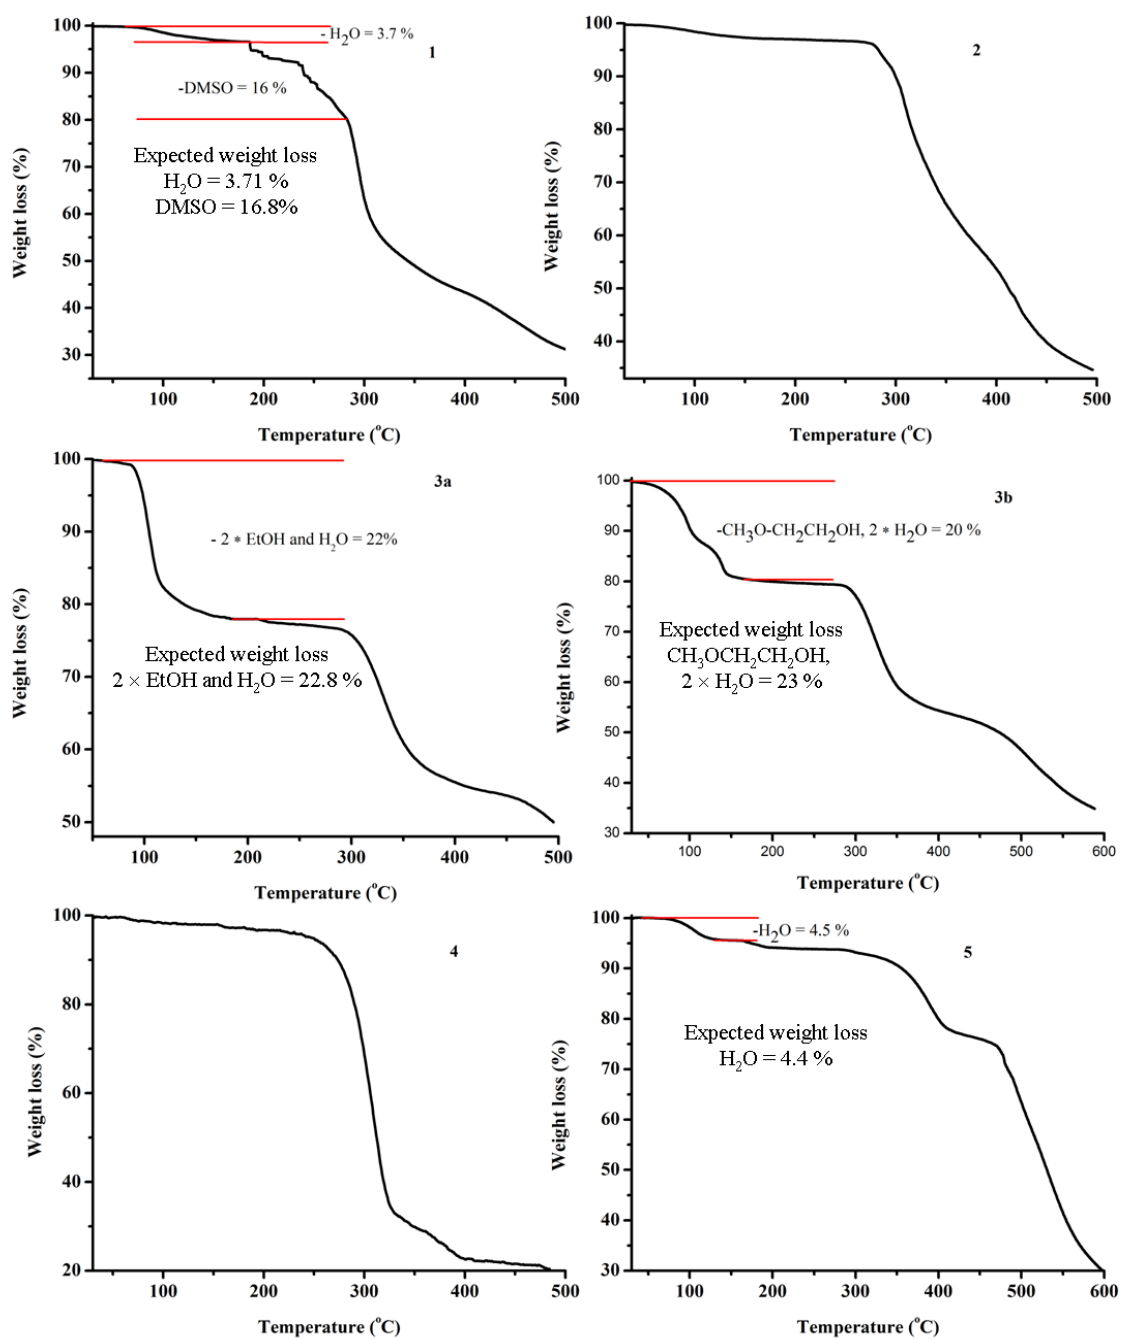 100
90
80
70
60
50
40
30
Weight loss (%)
- H2O = 3.7 %
1
-DMSO = 16 %
Expected weight loss
H2O = 3.71 %
DMSO = 16.8%
100 200 300 400 500
Temperature (°C)
100
90
80
70
60
50
40
Weight loss (%)
2
100 200 300 400 500
Temperature (°C)
100
90
80
70
60
50
Weight loss (%)
3a
- 2 * EtOH and H2O = 22%
Expected weight loss
2 × EtOH and H2O = 22.8 %
100 200 300 400 500
Temperature (°C)
100
90
80
70
60
50
40
30
Weight loss (%)
3b
-CH3O-CH2CH2OH, 2 * H2O = 20 %
Expected weight loss
CH3OCH2CH2OH,
2 × H2O = 23 %
100 200 300 400 500 600
Temperature (°C)
100
80
60
40
20
Weight loss (%)
4
100 200 300 400 500
Temperature (°C)
100
90
80
70
60
50
40
30
Weight loss (%)
-H2O = 4.5 %
5
Expected weight loss
H2O = 4.4 %
100 200 300 400 500 600
Temperature (°C)